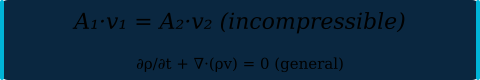 A₁·v₁ = A₂·v₂ (incompressible)
∂ρ/∂t + ∇·(ρv) = 0 (general)